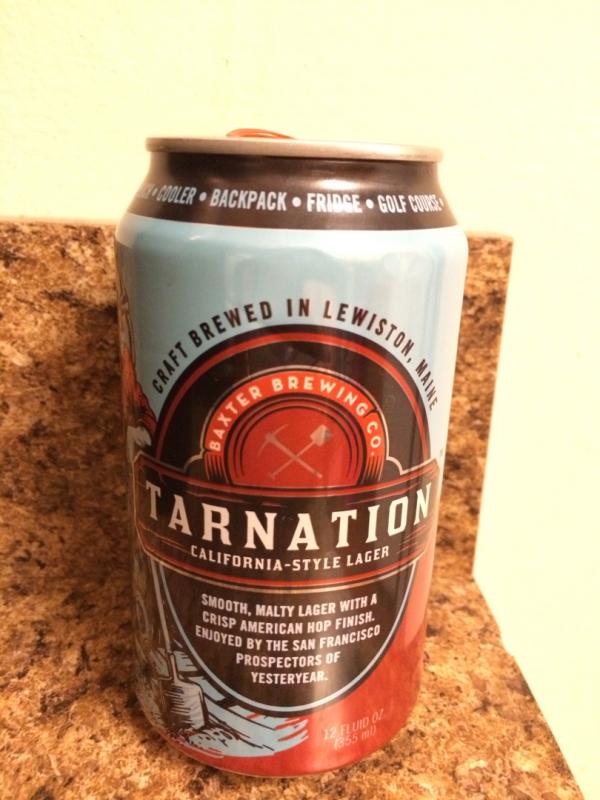 • COOLER • BACKPACK • FRIDGE • GOLF COURSE •
CRAFT BREWED IN LEWISTON, MAINE
BAXTER BREWING CO.
TARNATION
CALIFORNIA-STYLE LAGER
SMOOTH, MALTY LAGER WITH A
CRISP AMERICAN HOP FINISH.
ENJOYED BY THE SAN FRANCISCO
PROSPECTORS OF
YESTERYEAR.
12 FLUID OZ.
(355 ml)